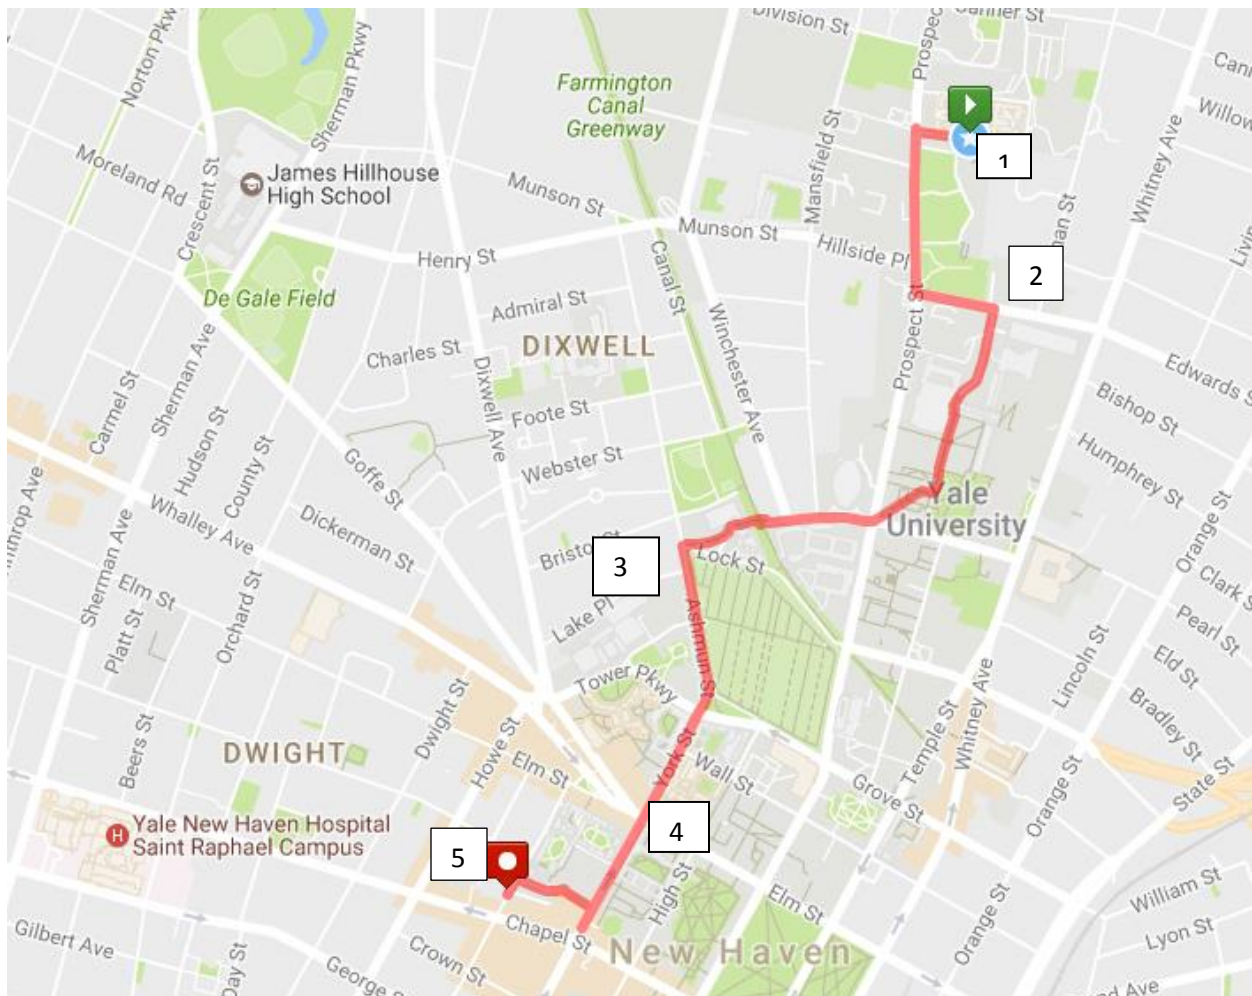 Division St
Canner St
Norton Pkwy
Sherman Pkwy
Prospec
Farmington
Canal
Greenway
Mansfield St
1
Willow
Whitney Ave
Moreland Rd
James Hillhouse
High School
Crescent St
Munson St
Munson St
Hillside Pl
man St
Henry St
Canal St
2
De Gale Field
Admiral St
Winchester Ave
Prospect St
DIXWELL
Charles St
Dixwell Ave
Edwards S
Carmel St
Sherman Ave
Hudson St
County St
Foote St
Bishop St
Webster St
Humphrey St
Goffe St
Whalley Ave
Dickerman St
Yale
University
Orange St
3
Lock St
Clark S
Elm St
Sherman Ave
Platt St
Orchard St
Lake Pl
Ashmun St
Pearl St
Lincoln St
Eld St
Tower Pkwy
Bradley St
Dwight St
Howe St
Beers St
DWIGHT
Elm St
York St
Wall St
Temple St
Whitney Ave
Grove St
Orange St
State St
H
Yale New Haven Hospital
Saint Raphael Campus
4
5
High St
Elm St
William St
Orange St
Chapel St
New Haven
Lyon St
Gilbert Ave
Day St
Crown St
George S
Ave